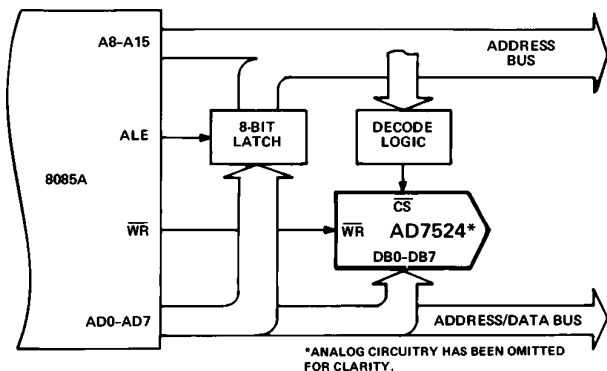 A8–A15
ADDRESS
BUS
ALE
8-BIT
LATCH
DECODE
LOGIC
8085A
WR
CS
WR
AD7524*
DB0–DB7
AD0–AD7
ADDRESS/DATA BUS
*ANALOG CIRCUITRY HAS BEEN OMITTED
FOR CLARITY.